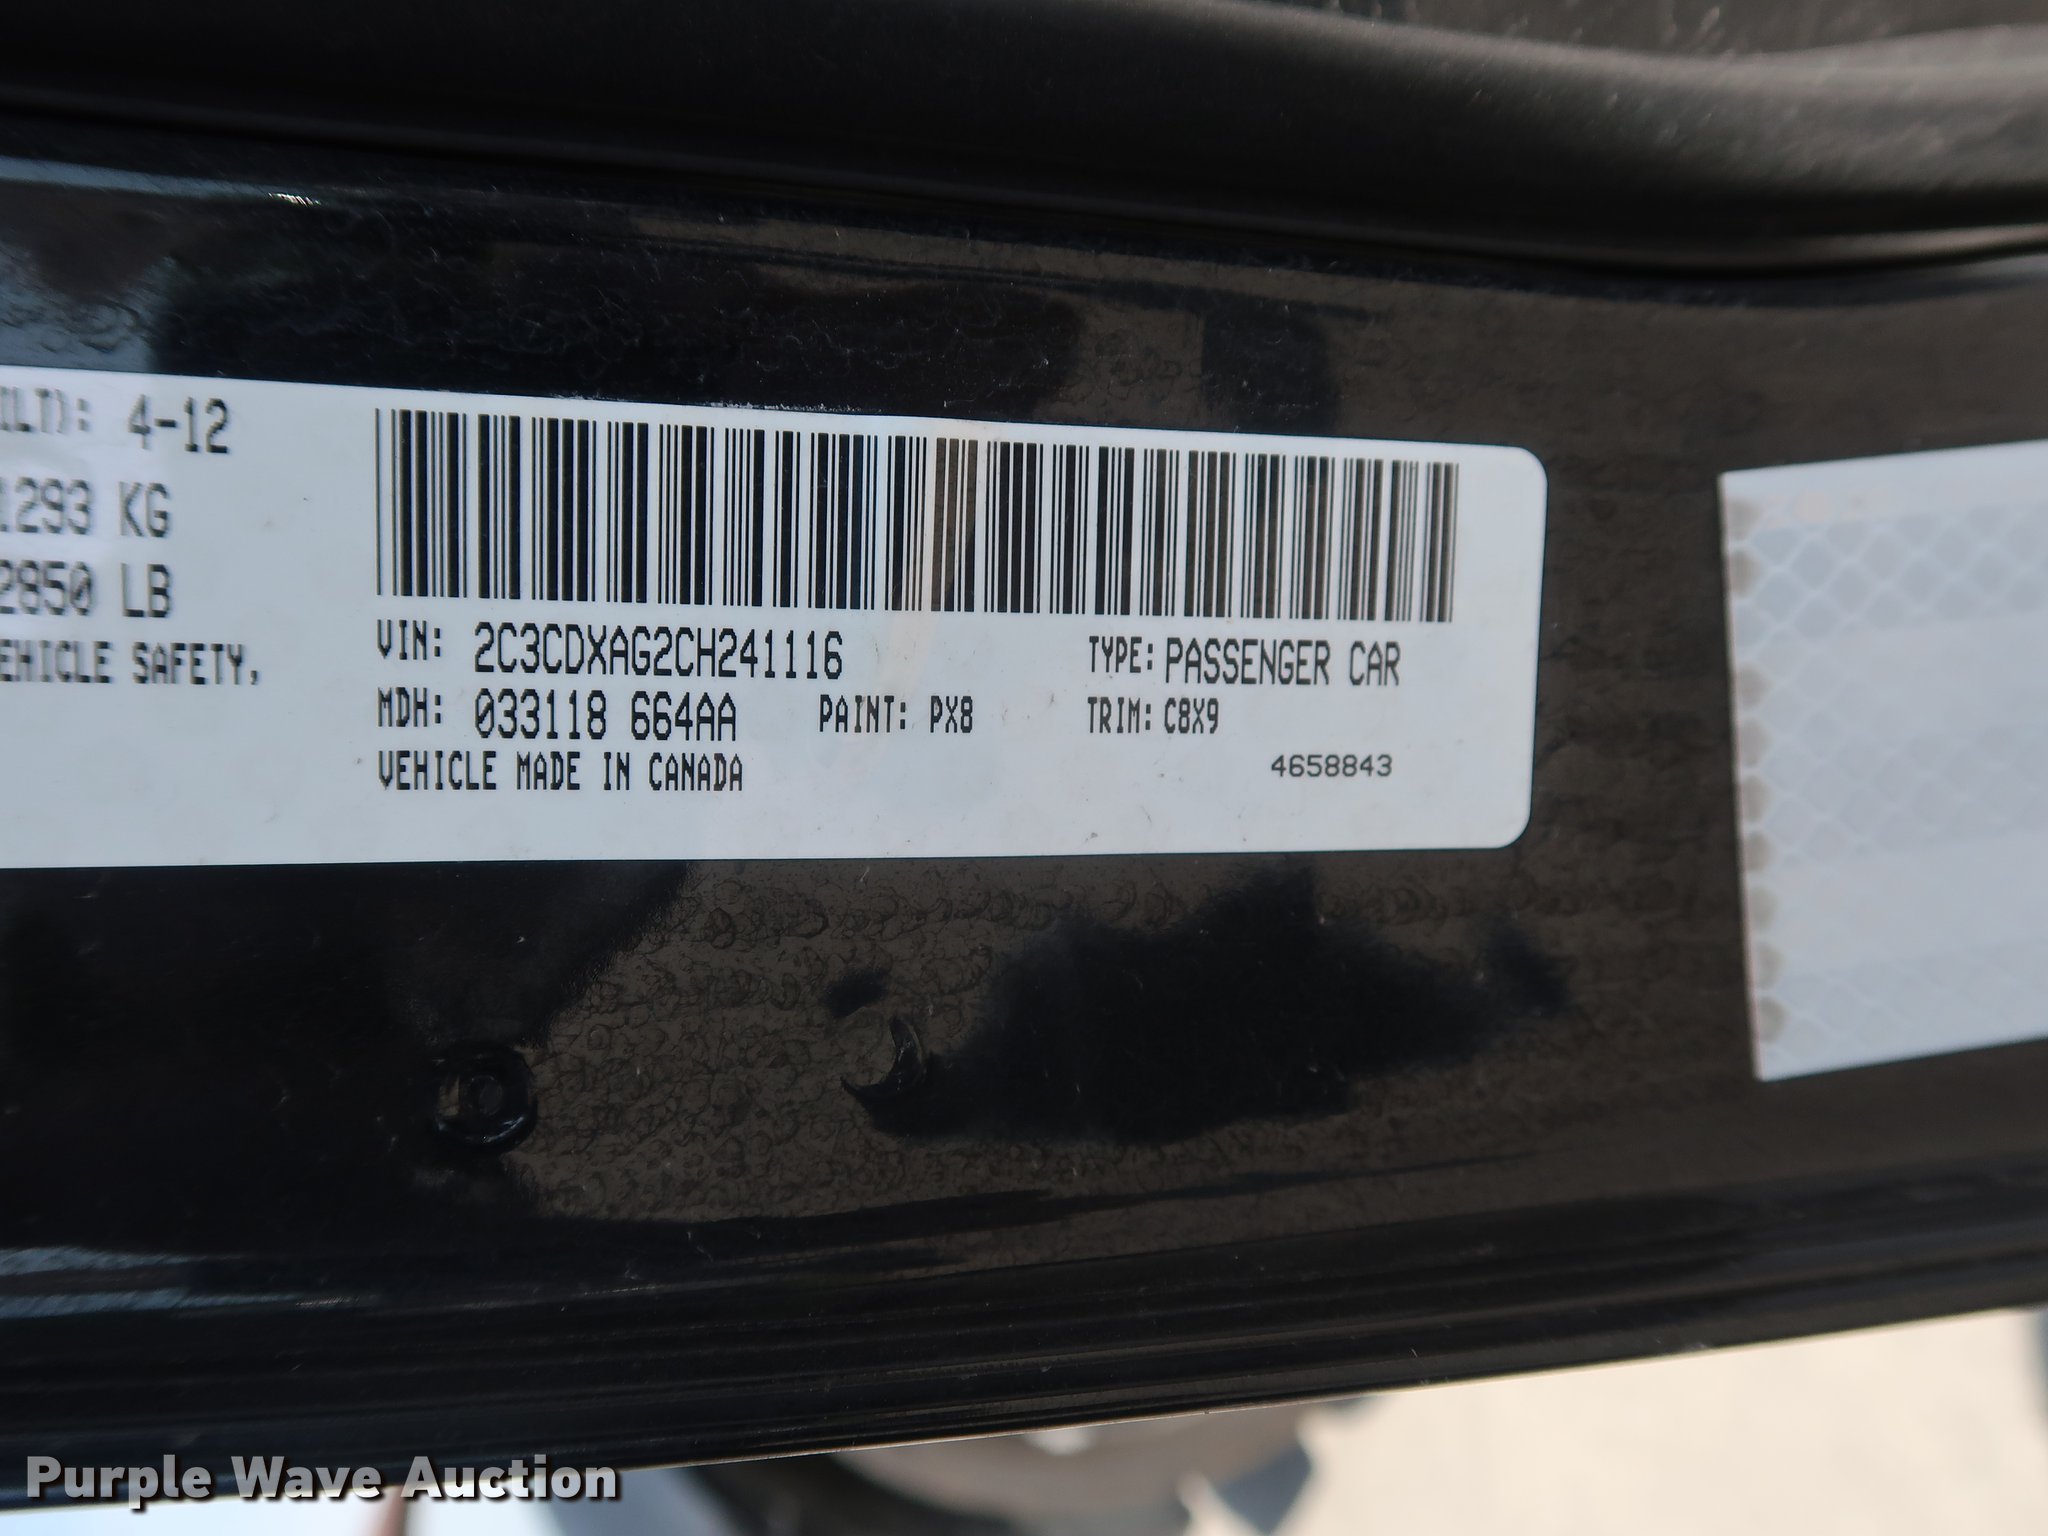 ILT): 4-12
1293 KG
2850 LB
EHICLE SAFETY,
VIN: 2C3CDXAG2CH241116
TYPE: PASSENGER CAR
MDH: 033118 664AA PAINT: PX8 TRIM: C8X9
VEHICLE MADE IN CANADA
4658843
Purple Wave Auction